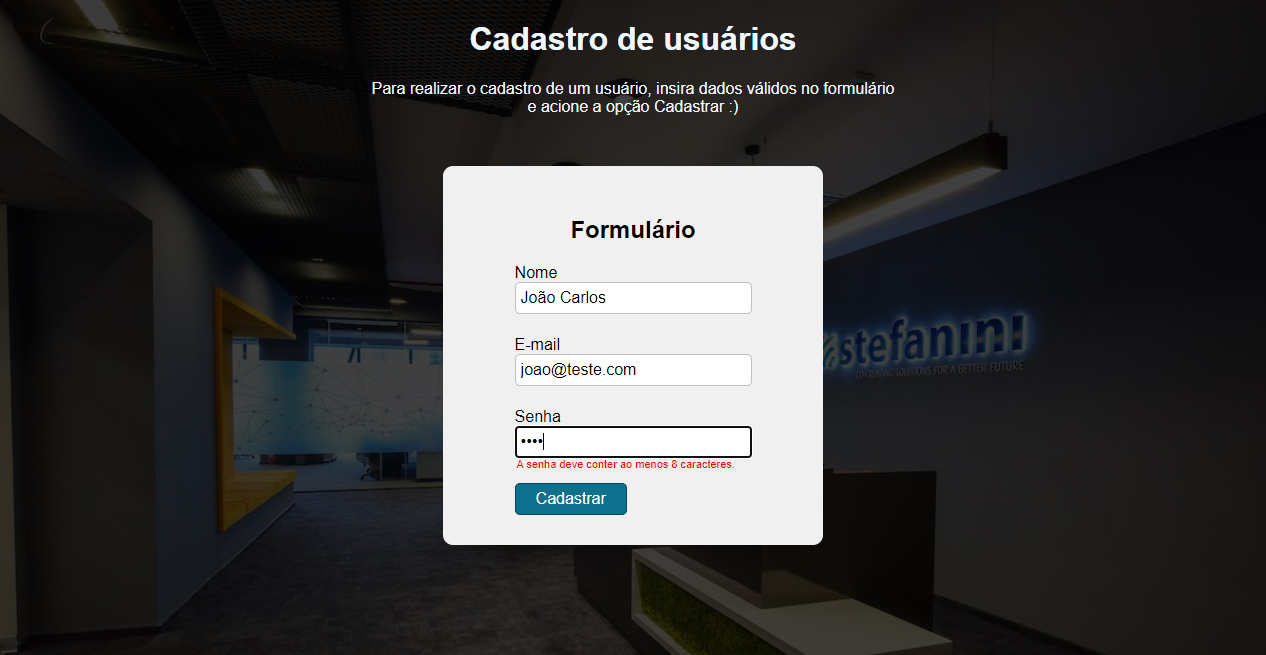 Cadastro de usuários
Para realizar o cadastro de um usuário, insira dados válidos no formulário
e acione a opção Cadastrar :)
Formulário
Nome
João Carlos
E-mail
joao@teste.com
Senha
••••
A senha deve conter ao menos 8 caracteres.
Cadastrar
stefanini
CO-CREATING SOLUTIONS FOR A BETTER FUTURE